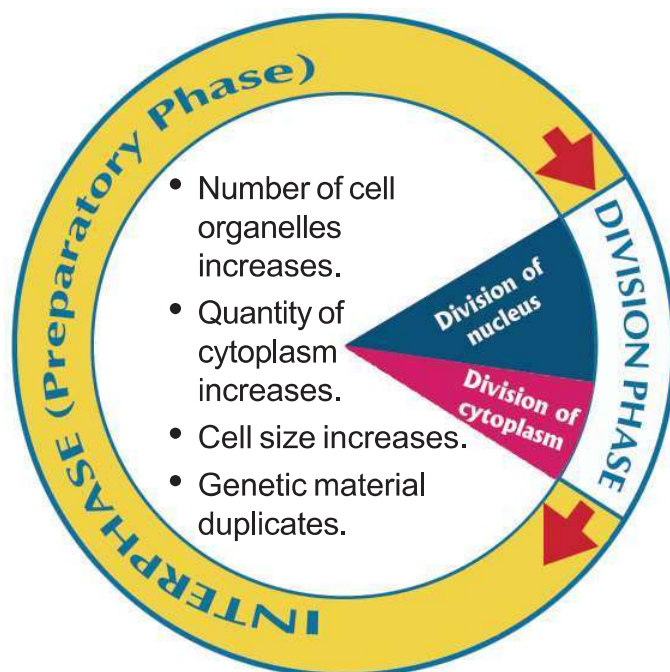 INTERPHASE (Preparatory Phase)
• Number of cell
organelles
increases.
• Quantity of
cytoplasm
increases.
• Cell size increases.
• Genetic material
duplicates.
Division of
nucleus
Division of
cytoplasm
DIVISION PHASE